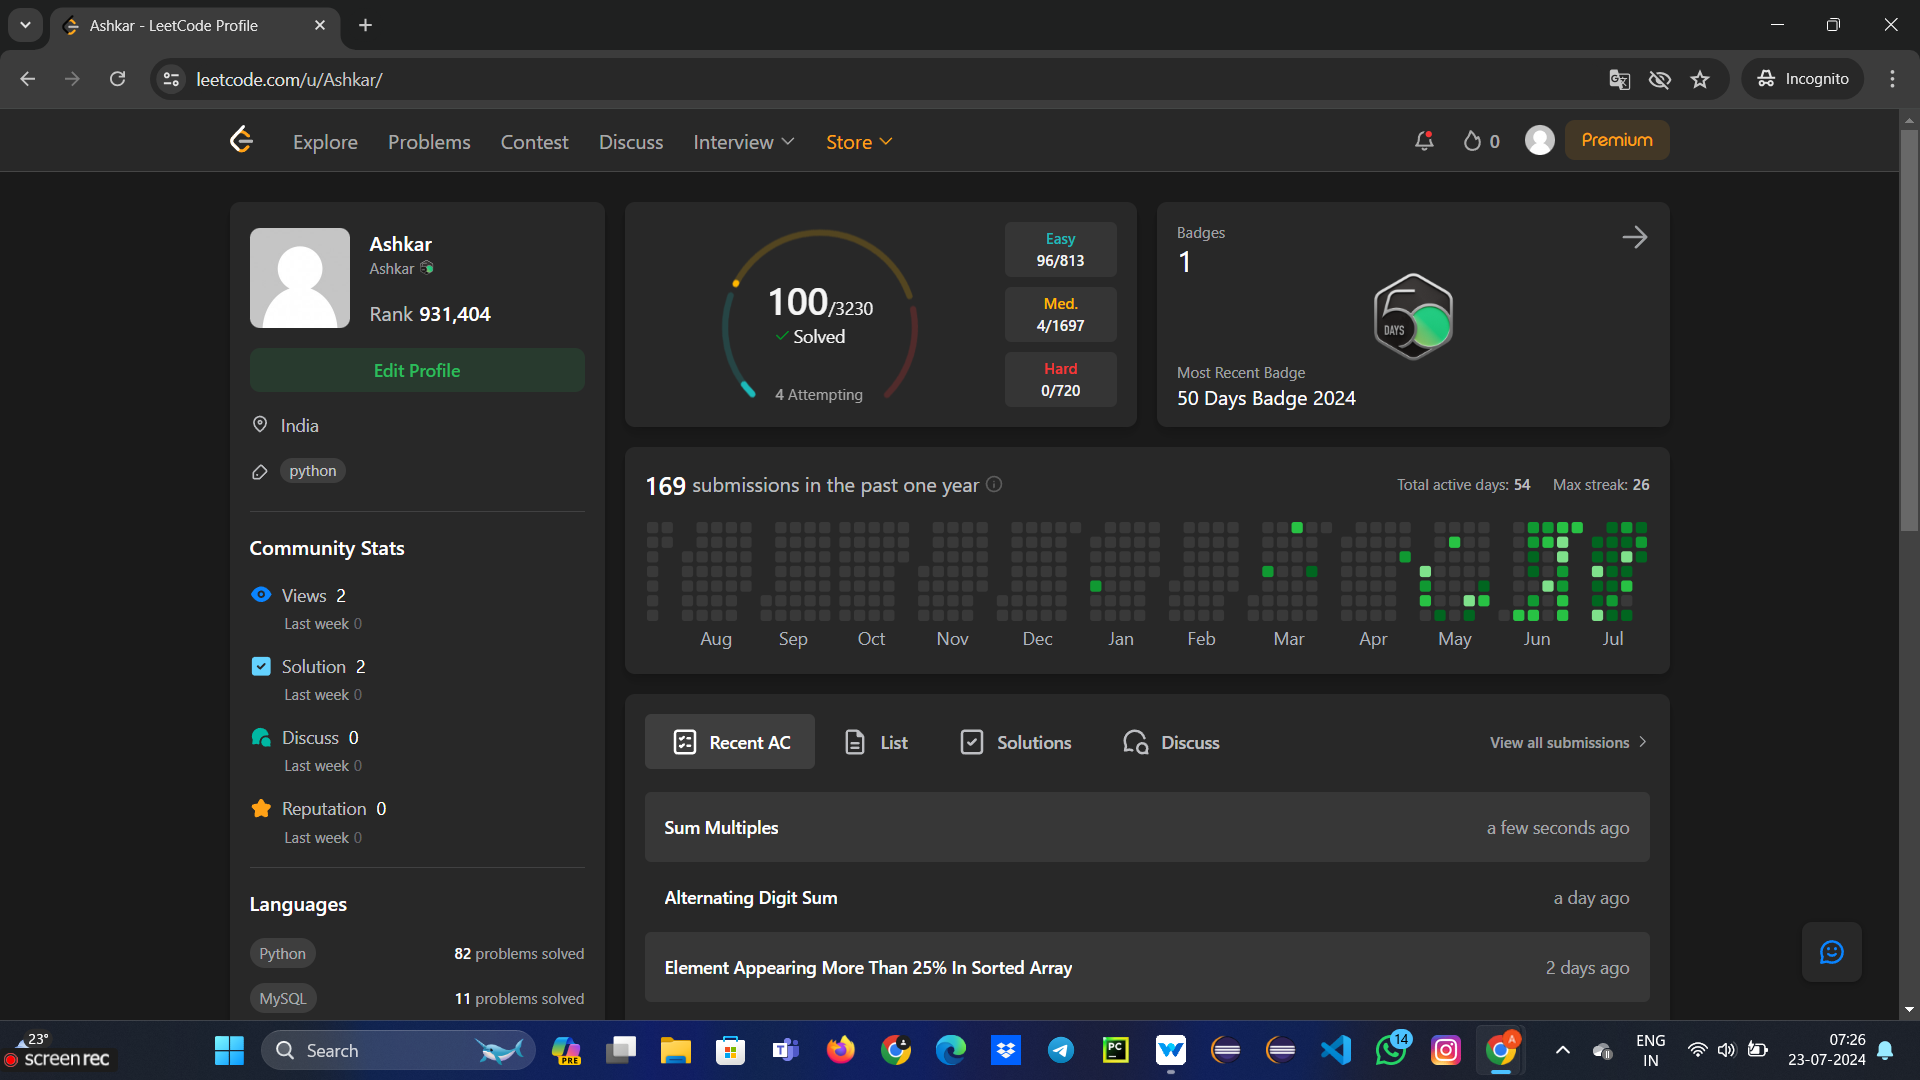 Ashkar - LeetCode Profile
leetcode.com/u/Ashkar/
Incognito
Explore Problems Contest Discuss Interview Store
0
Premium
Ashkar
Ashkar
Rank 931,404
Edit Profile
India
python
Community Stats
Views 2
Last week 0
Solution 2
Last week 0
Discuss 0
Last week 0
Reputation 0
Last week 0
Languages
Python 82 problems solved
MySQL 11 problems solved
100/3230
Solved
4 Attempting
Easy
96/813
Med.
4/1697
Hard
0/720
Badges
1
50
DAYS
Most Recent Badge
50 Days Badge 2024
169 submissions in the past one year
Total active days: 54 Max streak: 26
Aug Sep Oct Nov Dec Jan Feb Mar Apr May Jun Jul
Recent AC List Solutions Discuss
View all submissions
Sum Multiples a few seconds ago
Alternating Digit Sum a day ago
Element Appearing More Than 25% In Sorted Array 2 days ago
23°
screenrec
Search
PRE
T
PC
W
14
A
ENG
IN
07:26
23-07-2024